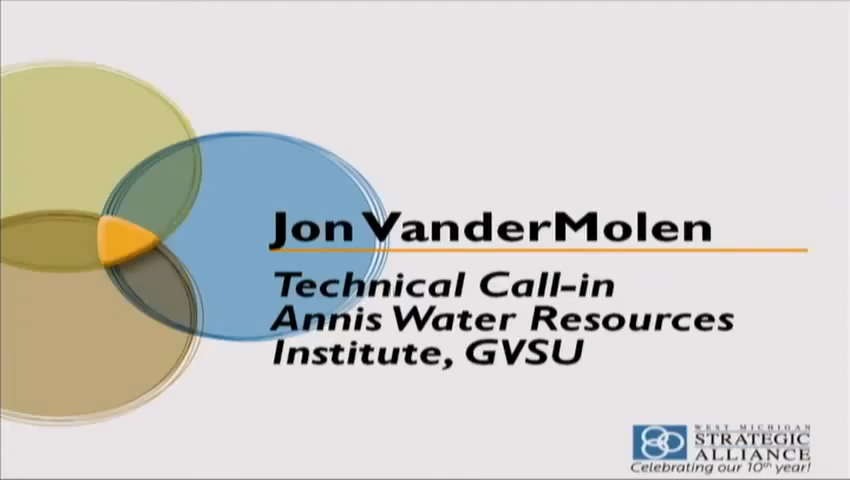 Jon VanderMolen
Technical Call-in
Annis Water Resources
Institute, GVSU
WEST MICHIGAN
STRATEGIC
ALLIANCE
Celebrating our 10th year!